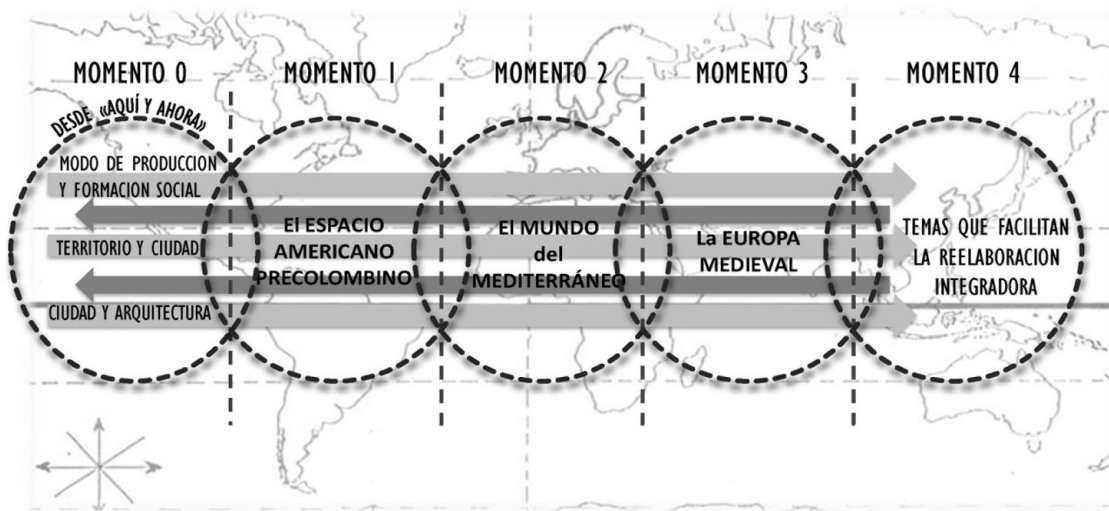 MOMENTO 0
MOMENTO 1
MOMENTO 2
MOMENTO 3
MOMENTO 4
DESDE «AQUÍ Y AHORA»
MODO DE PRODUCCION
Y FORMACION SOCIAL
TERRITORIO Y CIUDAD
CIUDAD Y ARQUITECTURA
El ESPACIO
AMERICANO
PRECOLOMBINO
El MUNDO
del
MEDITERRÁNEO
La EUROPA
MEDIEVAL
TEMAS QUE FACILITAN
LA REELABORACION
INTEGRADORA